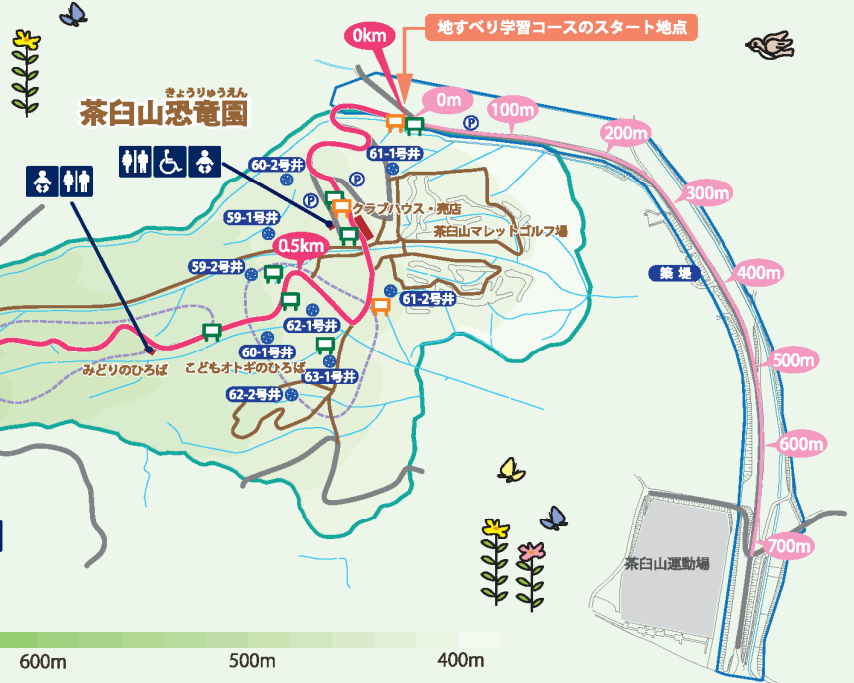 0km
地すべり学習コースのスタート地点
きょうりゅうえん
茶臼山恐竜園
0m
100m
200m
300m
400m
500m
600m
700m
P
P
P
60-2号井
61-1号井
クラブハウス・売店
59-1号井
茶臼山マレットゴルフ場
0.5km
59-2号井
築堤
61-2号井
62-1号井
60-1号井
みどりのひろば
こどもオトギのひろば
63-1号井
62-2号井
茶臼山運動場
600m
500m
400m